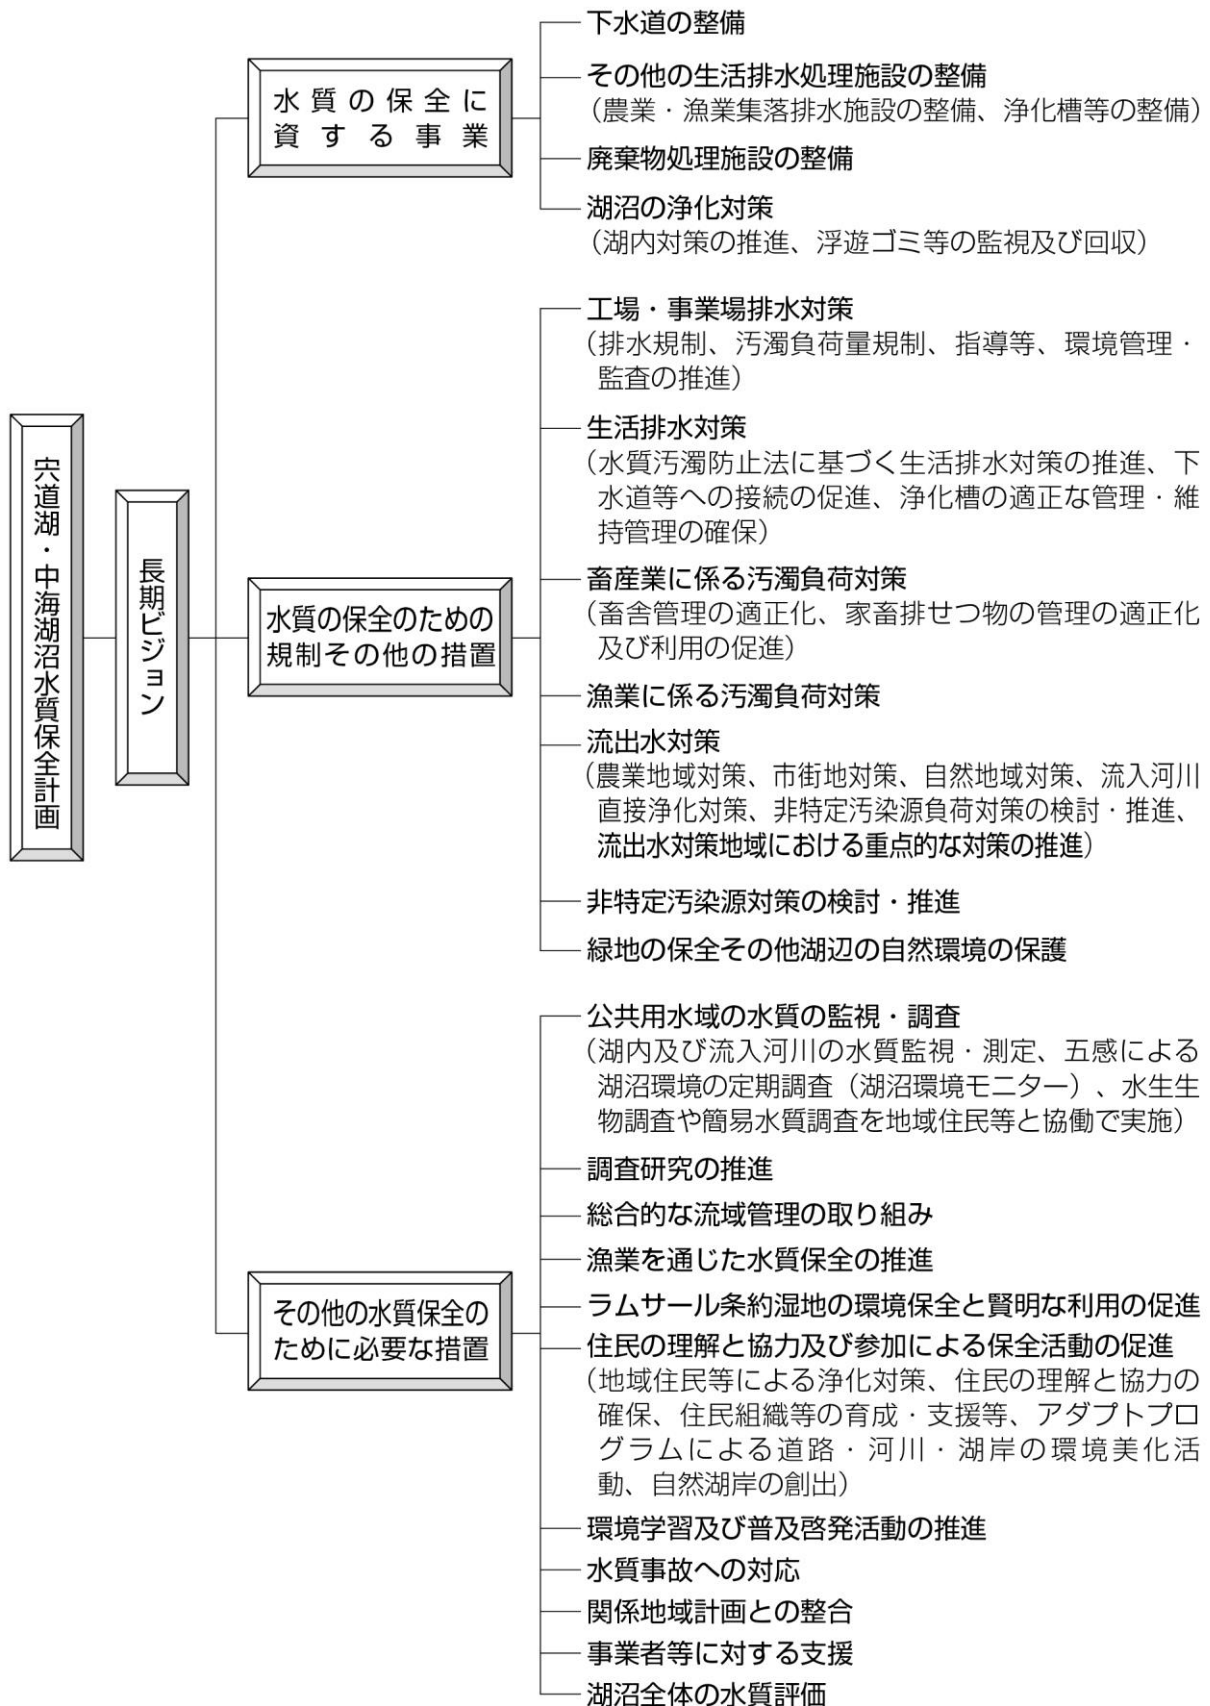 宍道湖・中海湖沼水質保全計画
長期ビジョン
水質の保全に
資する事業
下水道の整備
その他の生活排水処理施設の整備
（農業・漁業集落排水施設の整備、浄化槽等の整備）
廃棄物処理施設の整備
湖沼の浄化対策
（湖内対策の推進、浮遊ゴミ等の監視及び回収）
水質の保全のための
規制その他の措置
工場・事業場排水対策
（排水規制、汚濁負荷量規制、指導等、環境管理・
監査の推進）
生活排水対策
（水質汚濁防止法に基づく生活排水対策の推進、下
水道等への接続の促進、浄化槽の適正な管理・維
持管理の確保）
畜産業に係る汚濁負荷対策
（畜舎管理の適正化、家畜排せつ物の管理の適正化
及び利用の促進）
漁業に係る汚濁負荷対策
流出水対策
（農業地域対策、市街地対策、自然地域対策、流入河川
直接浄化対策、非特定汚染源負荷対策の検討・推進、
流出水対策地域における重点的な対策の推進）
非特定汚染源対策の検討・推進
緑地の保全その他湖辺の自然環境の保護
その他の水質保全の
ために必要な措置
公共用水域の水質の監視・調査
（湖内及び流入河川の水質監視・測定、五感による
湖沼環境の定期調査（湖沼環境モニター）、水生生
物調査や簡易水質調査を地域住民等と協働で実施）
調査研究の推進
総合的な流域管理の取り組み
漁業を通じた水質保全の推進
ラムサール条約湿地の環境保全と賢明な利用の促進
住民の理解と協力及び参加による保全活動の促進
（地域住民等による浄化対策、住民の理解と協力の
確保、住民組織等の育成・支援等、アダプトプロ
グラムによる道路・河川・湖岸の環境美化活
動、自然湖岸の創出）
環境学習及び普及啓発活動の推進
水質事故への対応
関係地域計画との整合
事業者等に対する支援
湖沼全体の水質評価